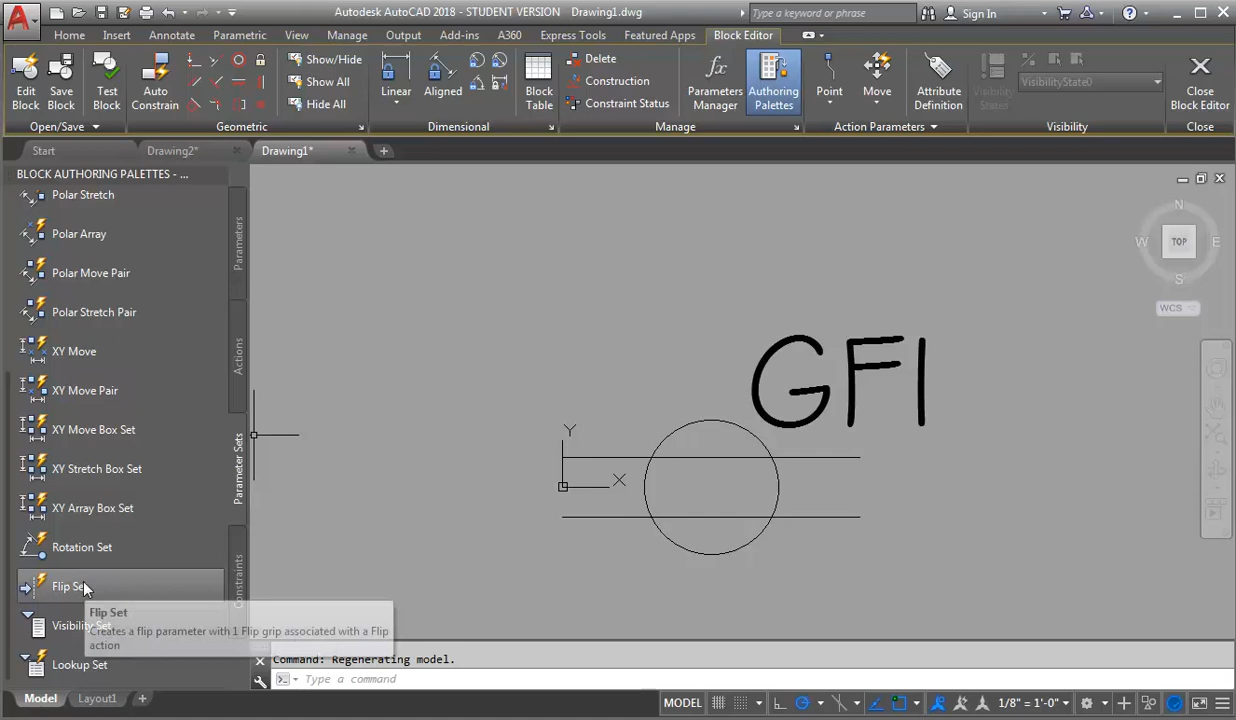 Autodesk AutoCAD 2018 - STUDENT VERSION Drawing1.dwg
Type a keyword or phrase
Sign In
Home Insert Annotate Parametric View Manage Output Add-ins A360 Express Tools Featured Apps Block Editor
Edit Block
Save Block
Test Block
Open/Save
Auto Constrain
Show/Hide
Show All
Hide All
Geometric
Linear
Aligned
Dimensional
Block Table
Delete
Construction
Constraint Status
Parameters Manager
Authoring Palettes
Manage
Point
Move
Action Parameters
Attribute Definition
Visibility States
VisibilityState0
Visibility
Close Block Editor
Close
Start Drawing2* Drawing1*
BLOCK AUTHORING PALETTES - ...
Polar Stretch
Polar Array
Polar Move Pair
Polar Stretch Pair
XY Move
XY Move Pair
XY Move Box Set
XY Stretch Box Set
XY Array Box Set
Rotation Set
Flip Set
Visibility Set
Lookup Set
Flip Set
Creates a flip parameter with 1 Flip grip associated with a Flip
action
Parameters
Actions
Parameter Sets
Constraints
GFI
Y
X
N
W TOP E
S
WCS
Command: Regenerating model.
Type a command
Model Layout1
MODEL
1/8" = 1'-0"